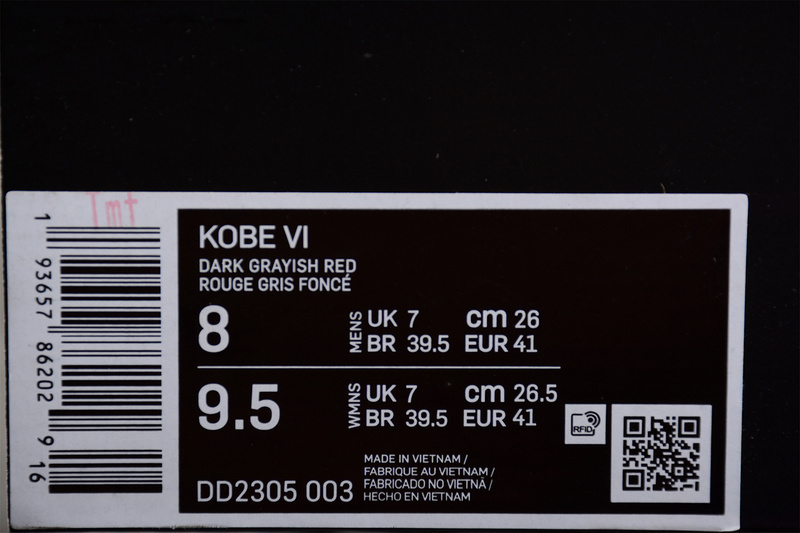 Tmt
1 93657 86202 9 16
KOBE VI
DARK GRAYISH RED
ROUGE GRIS FONCÉ
8 MENS UK 7 cm 26
BR 39.5 EUR 41
9.5 WMNS UK 7 cm 26.5
BR 39.5 EUR 41
RFID
MADE IN VIETNAM /
FABRIQUE AU VIETNAM /
FABRICADO NO VIETNÃ /
HECHO EN VIETNAM
DD2305 003